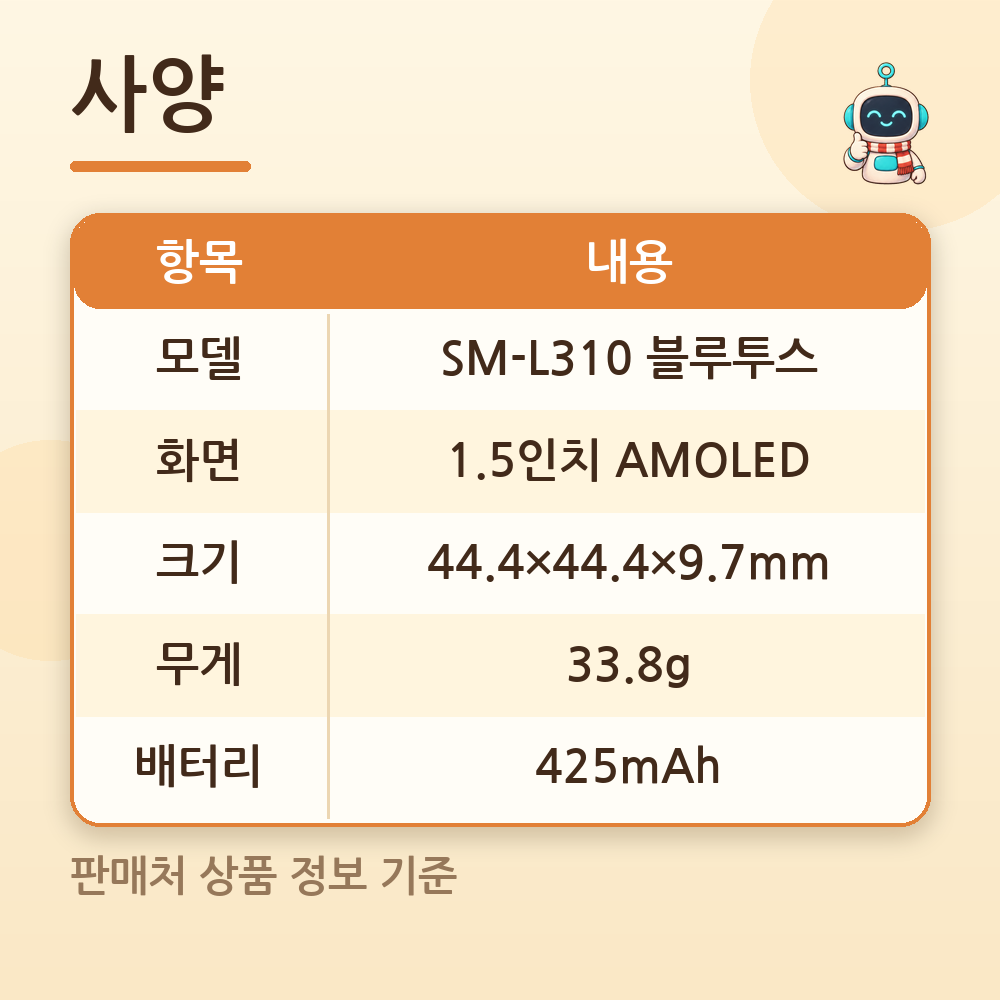 사양
항목 내용
모델 SM-L310 블루투스
화면 1.5인치 AMOLED
크기 44.4×44.4×9.7mm
무게 33.8g
배터리 425mAh
판매처 상품 정보 기준